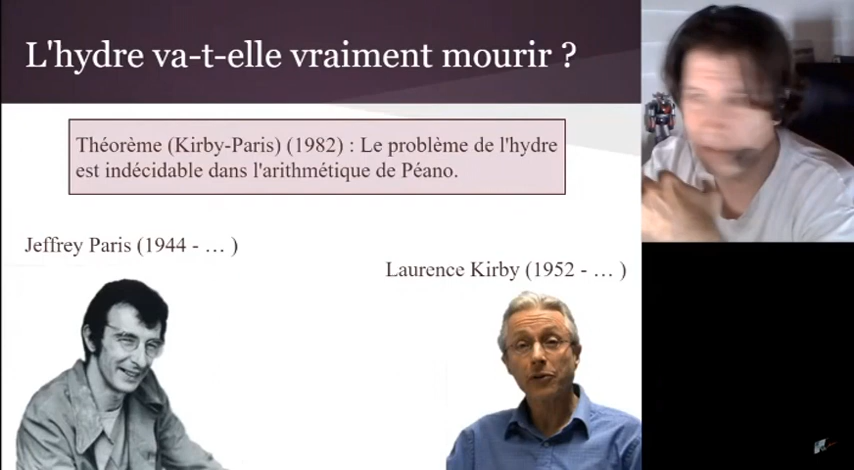 L'hydre va-t-elle vraiment mourir ?
Théorème (Kirby-Paris) (1982) : Le problème de l'hydre
est indécidable dans l'arithmétique de Péano.
Jeffrey Paris (1944 - … )
Laurence Kirby (1952 - … )